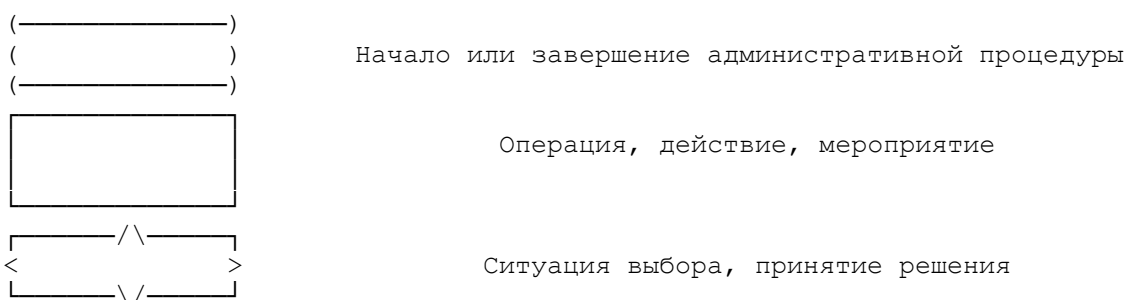 Начало или завершение административной процедуры
Операция, действие, мероприятие
Ситуация выбора, принятие решения